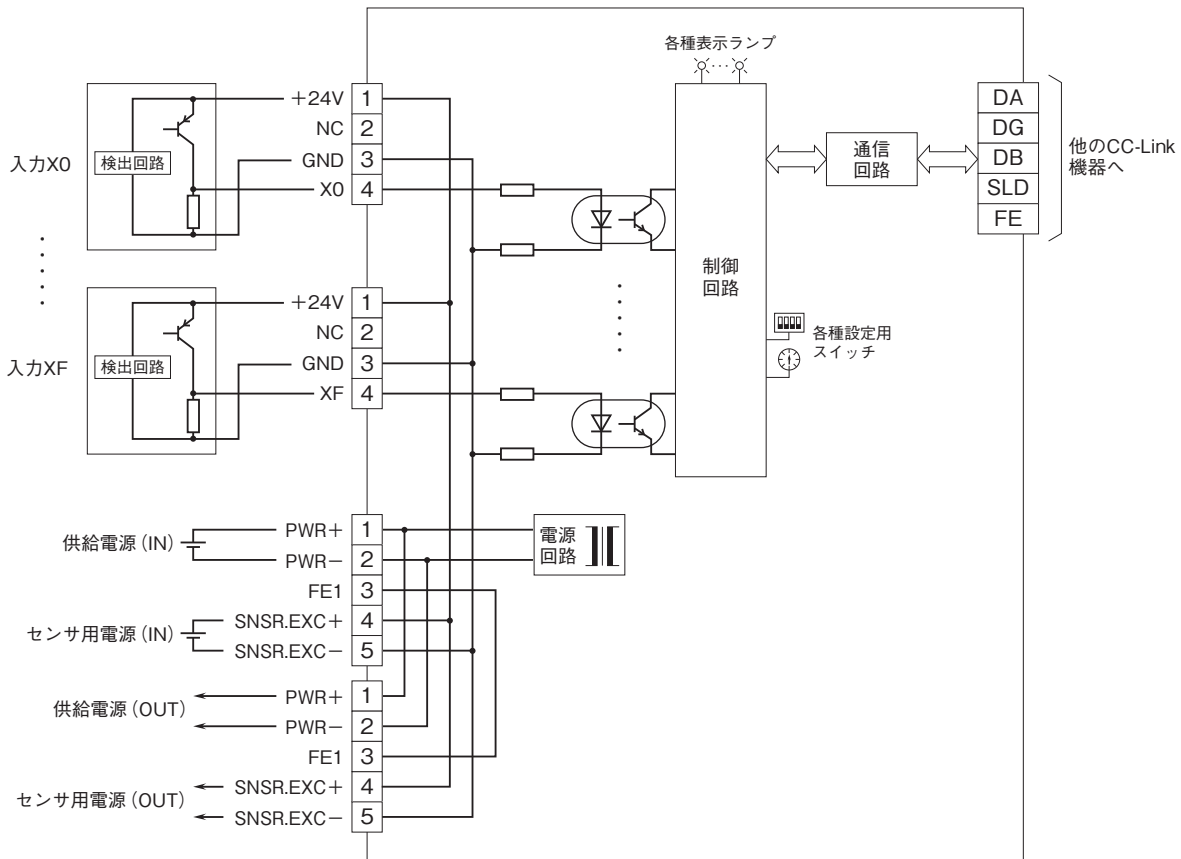 各種表示ランプ
入力X0
検出回路
+24V 1
NC 2
GND 3
X0 4
通信
回路
DA
DG
DB
SLD
FE
他のCC-Link
機器へ
制御
回路
各種設定用
スイッチ
入力XF
検出回路
+24V 1
NC 2
GND 3
XF 4
供給電源(IN)
PWR+ 1
PWR- 2
FE1 3
電源
回路
センサ用電源(IN)
SNSR.EXC+ 4
SNSR.EXC- 5
供給電源(OUT)
PWR+ 1
PWR- 2
FE1 3
センサ用電源(OUT)
SNSR.EXC+ 4
SNSR.EXC- 5